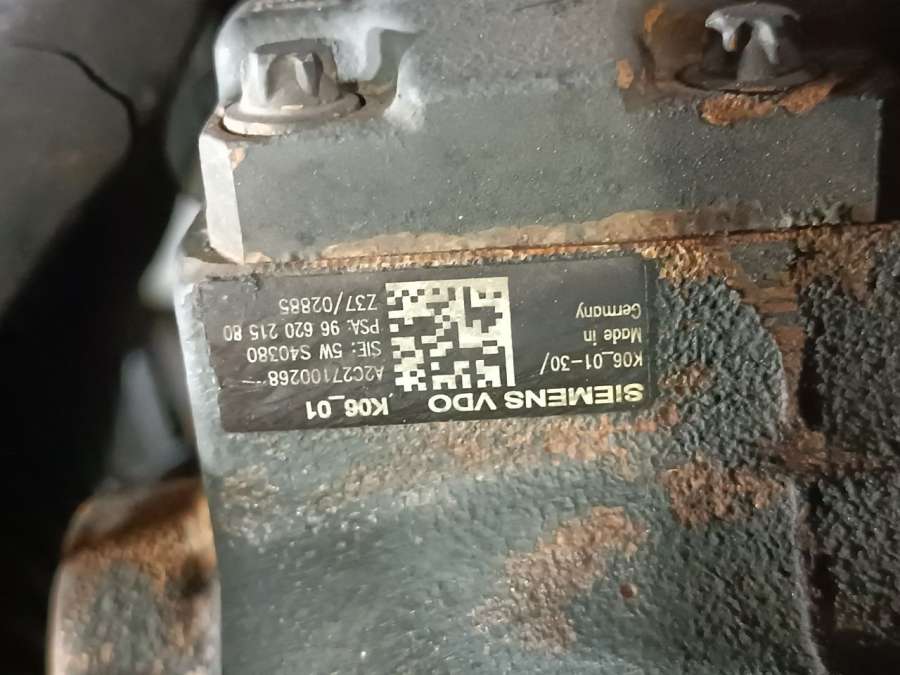 SIEMENS VDO K06_01
K06_01-30/
Made in
Germany
A2C27100268
SIE: 5W S40380
PSA: 96 620 215 80
Z37/02885